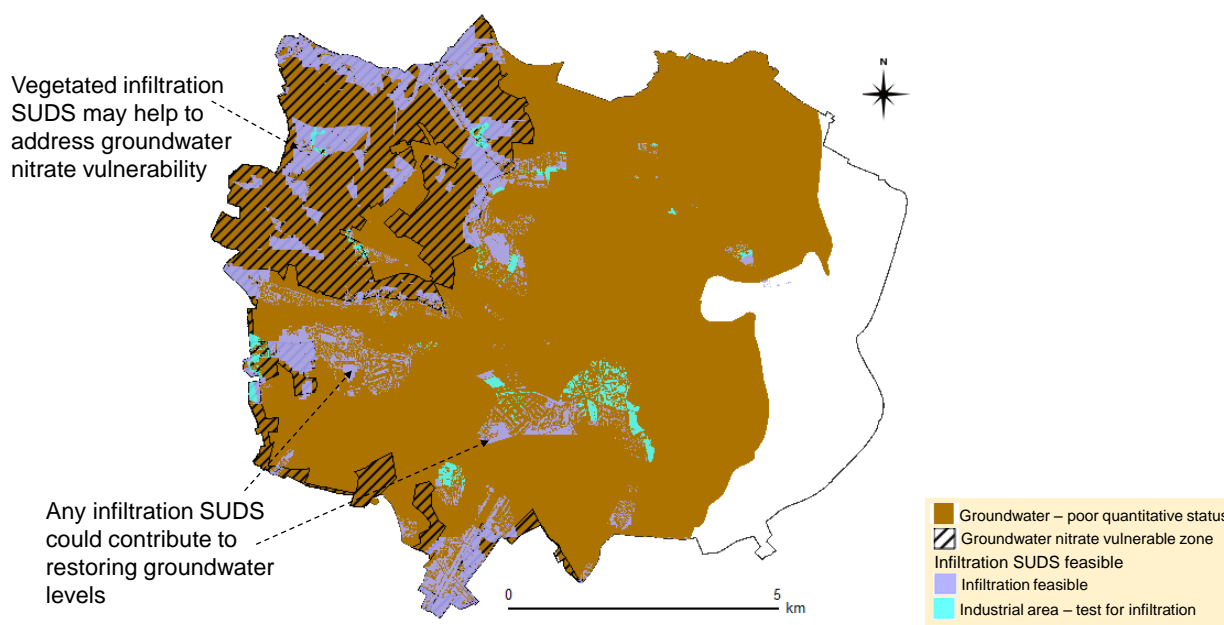 Vegetated infiltration
SUDS may help to
address groundwater
nitrate vulnerability
N
Any infiltration SUDS
could contribute to
restoring groundwater
levels
0
5
km
Groundwater – poor quantitative status
Groundwater nitrate vulnerable zone
Infiltration SUDS feasible
Infiltration feasible
Industrial area – test for infiltration